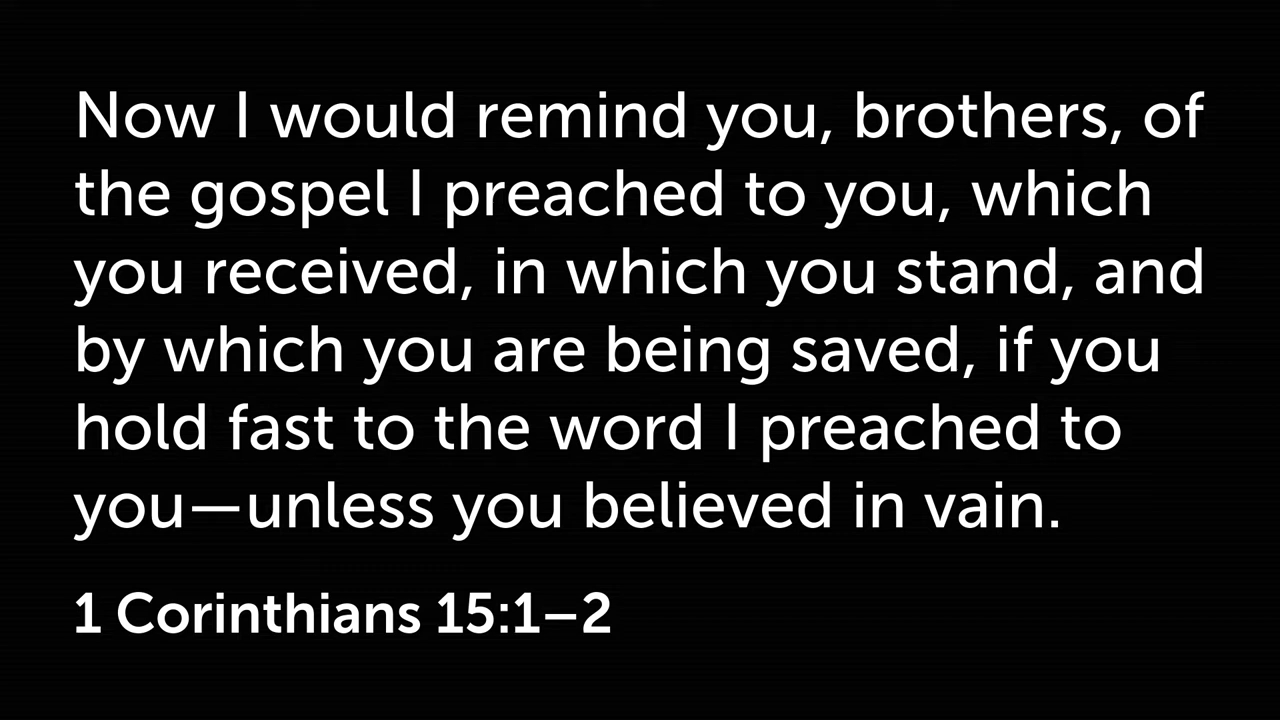 Now I would remind you, brothers, of
the gospel I preached to you, which
you received, in which you stand, and
by which you are being saved, if you
hold fast to the word I preached to
you—unless you believed in vain.
1 Corinthians 15:1–2